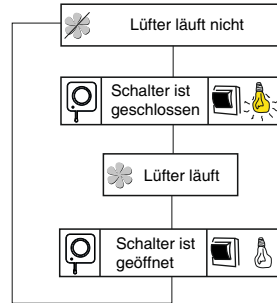 Lüfter läuft nicht
Schalter ist
geschlossen
Lüfter läuft
Schalter ist
geöffnet